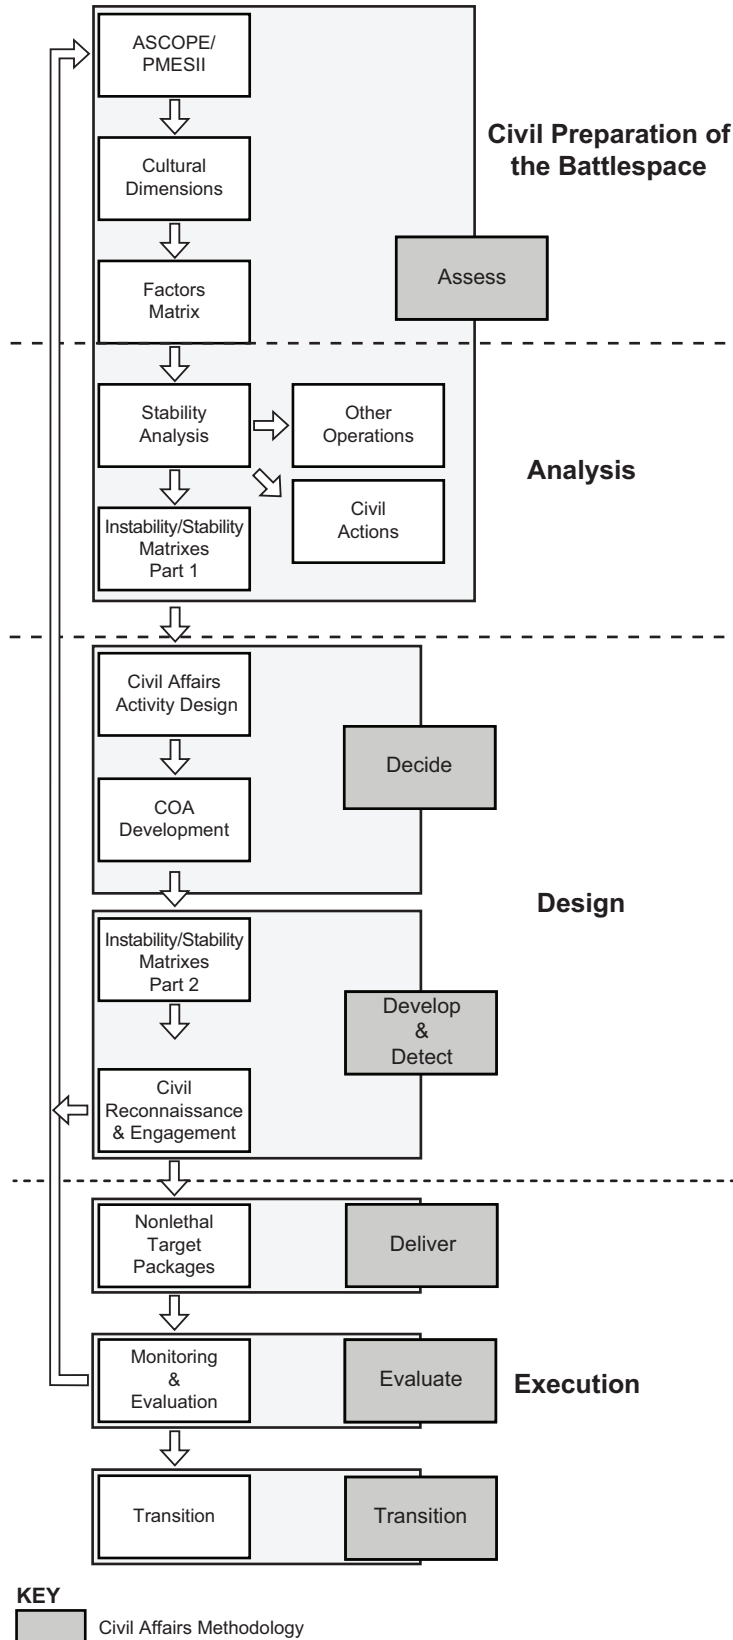 ASCOPE/
PMESII
Civil Preparation of
the Battlespace
Cultural
Dimensions
Assess
Factors
Matrix
Stability
Analysis
Other
Operations
Analysis
Civil
Actions
Instability/Stability
Matrixes
Part 1
Civil Affairs
Activity Design
Decide
COA
Development
Design
Instability/Stability
Matrixes
Part 2
Develop
&
Detect
Civil
Reconnaissance
& Engagement
Nonlethal
Target
Packages
Deliver
Monitoring
&
Evaluation
Evaluate
Execution
Transition
Transition
KEY
Civil Affairs Methodology